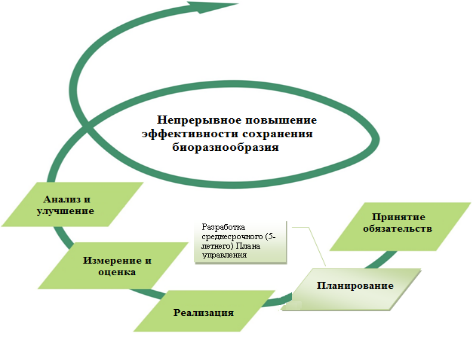 Непрерывное повышение
эффективности сохранения
биоразнообразия
Анализ и
улучшение
Разработка
среднесрочного (5-
летнего) Плана
управления
Принятие
обязательств
Измерение и
оценка
Планирование
Реализация